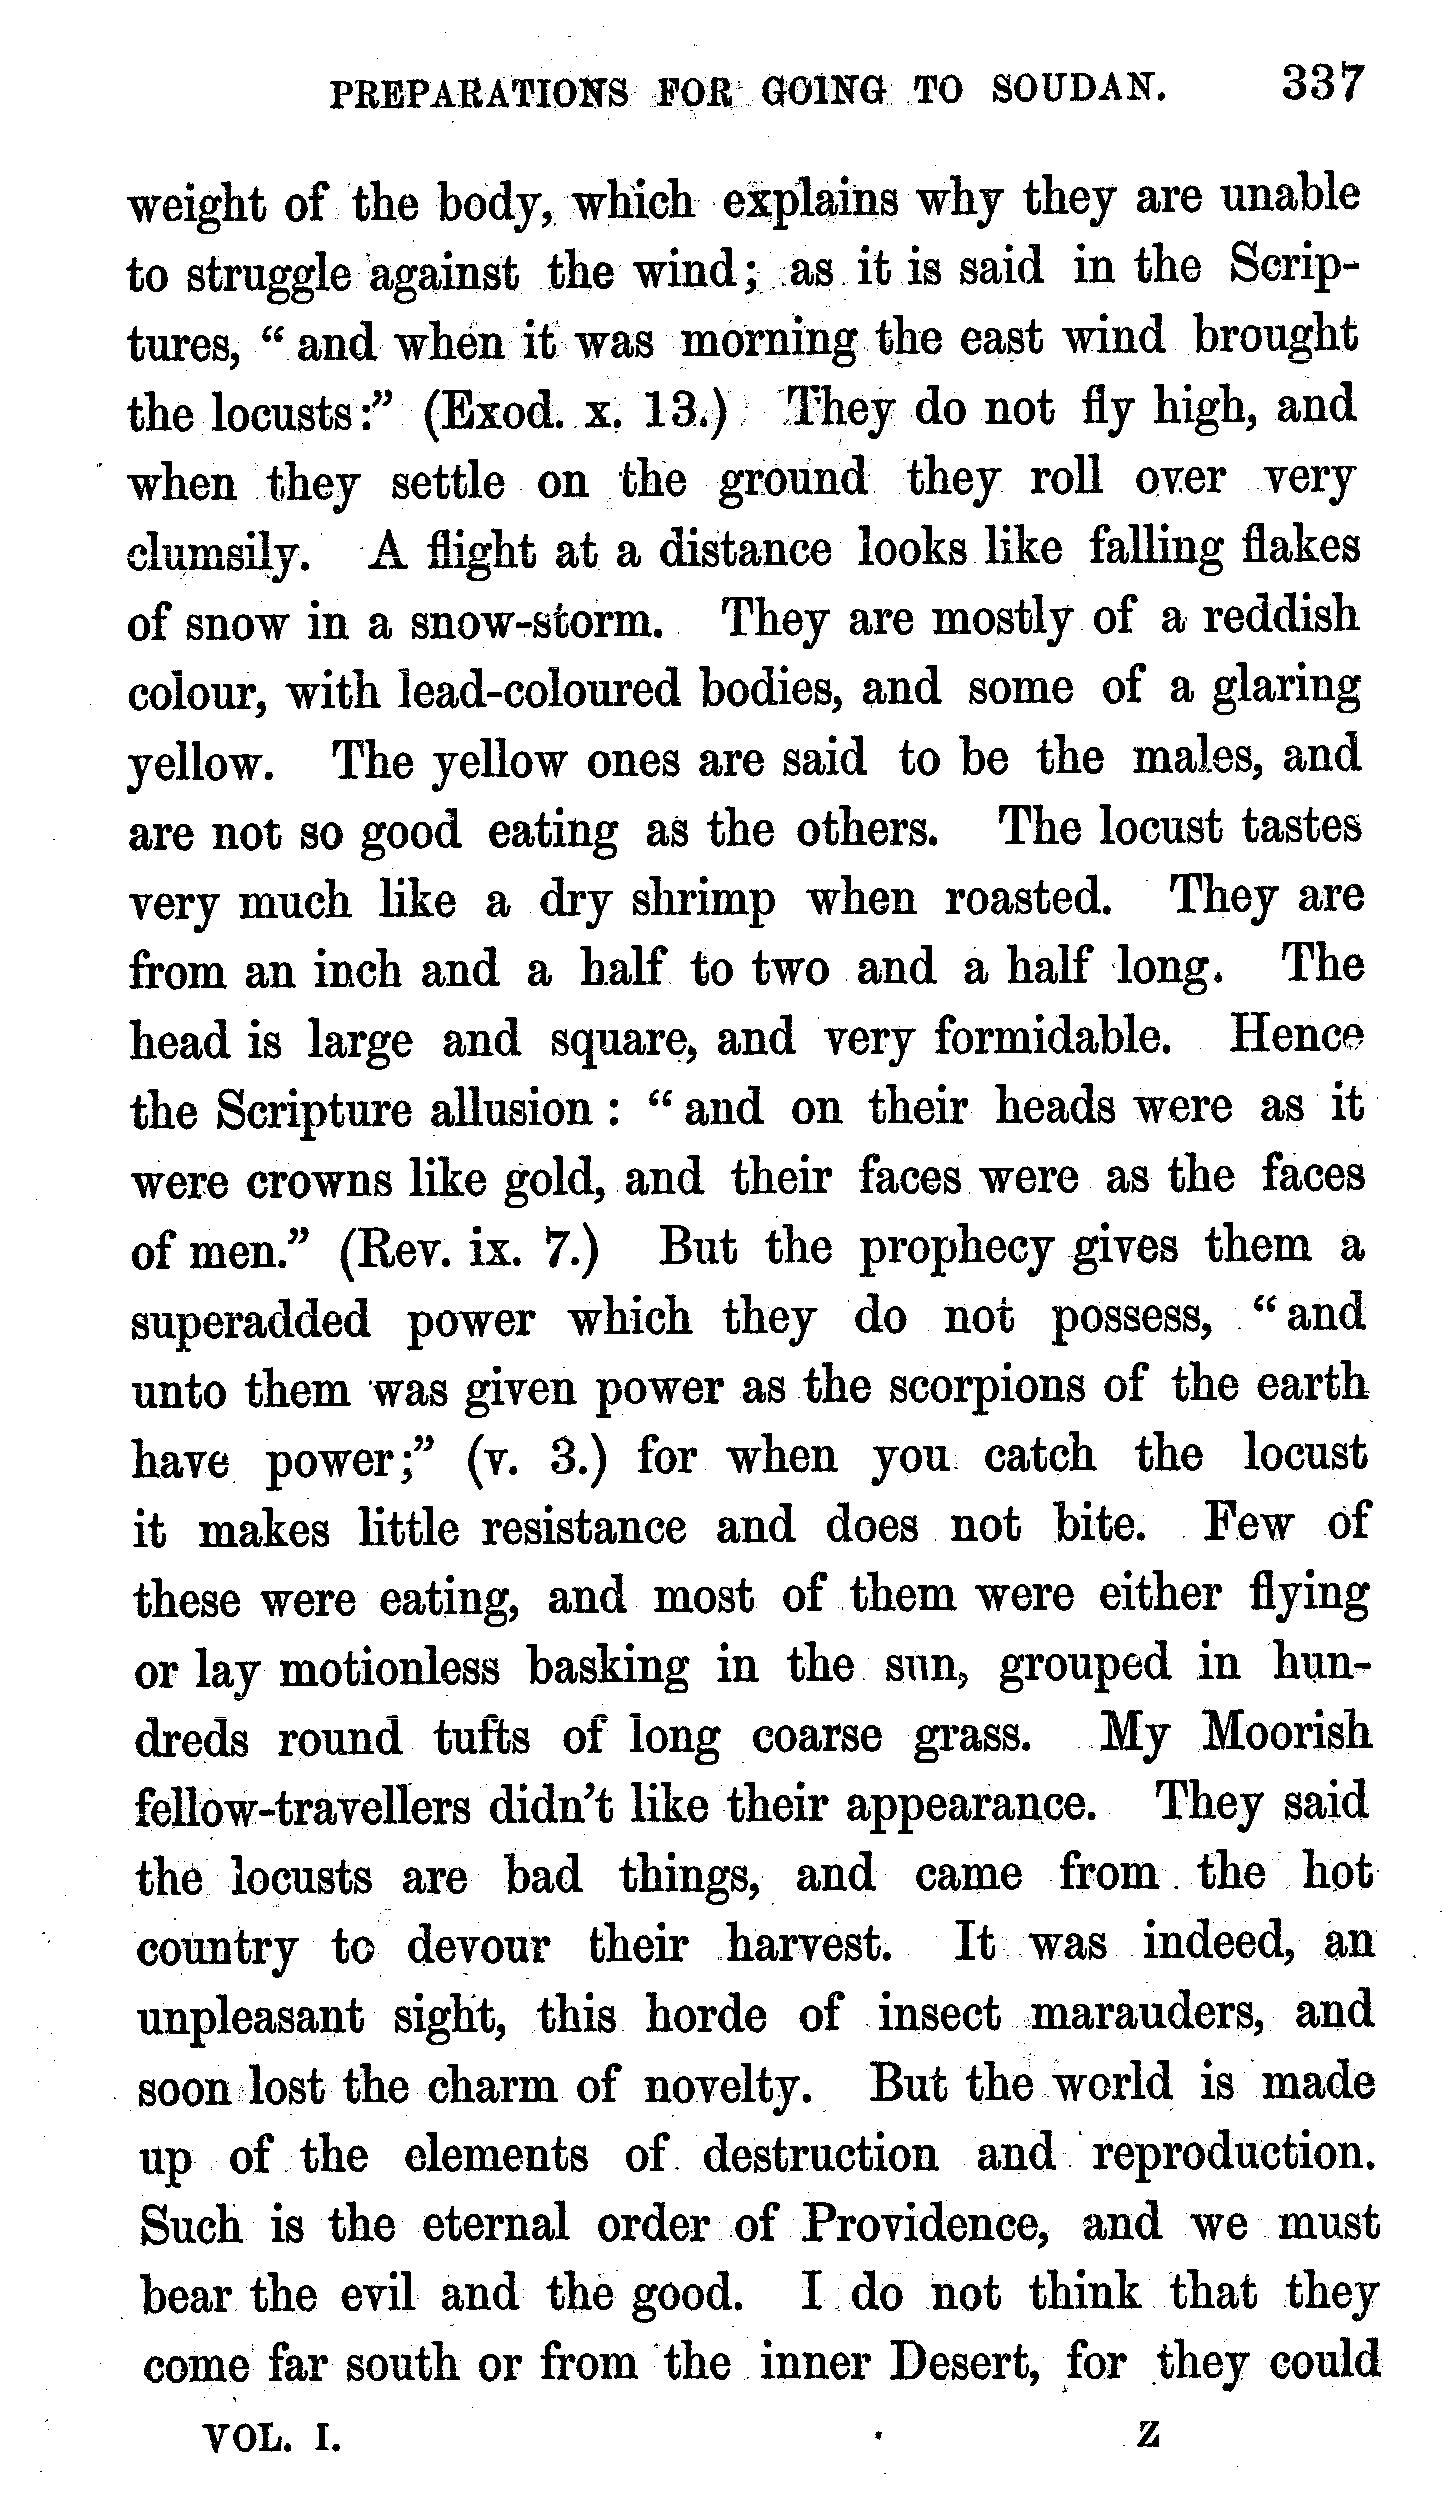 PREPARATIONS FOR GOING TO SOUDAN. 337
weight of the body, which explains why they are unable
to struggle against the wind; as it is said in the Scrip-
tures, “ and when it was morning the east wind brought
the locusts:” (Exod. x. 13.) They do not fly high, and
when they settle on the ground they roll over very
clumsily. A flight at a distance looks like falling flakes
of snow in a snow-storm. They are mostly of a reddish
colour, with lead-coloured bodies, and some of a glaring
yellow. The yellow ones are said to be the males, and
are not so good eating as the others. The locust tastes
very much like a dry shrimp when roasted. They are
from an inch and a half to two and a half long. The
head is large and square, and very formidable. Hence
the Scripture allusion : “ and on their heads were as it
were crowns like gold, and their faces were as the faces
of men.” (Rev. ix. 7.) But the prophecy gives them a
superadded power which they do not possess, “ and
unto them was given power as the scorpions of the earth
have power;” (v. 3.) for when you catch the locust
it makes little resistance and does not bite. Few of
these were eating, and most of them were either flying
or lay motionless basking in the sun, grouped in hun-
dreds round tufts of long coarse grass. My Moorish
fellow-travellers didn’t like their appearance. They said
the locusts are bad things, and came from the hot
country to devour their harvest. It was indeed, an
unpleasant sight, this horde of insect marauders, and
soon lost the charm of novelty. But the world is made
up of the elements of destruction and reproduction.
Such is the eternal order of Providence, and we must
bear the evil and the good. I do not think that they
come far south or from the inner Desert, for they could
VOL. I. Z